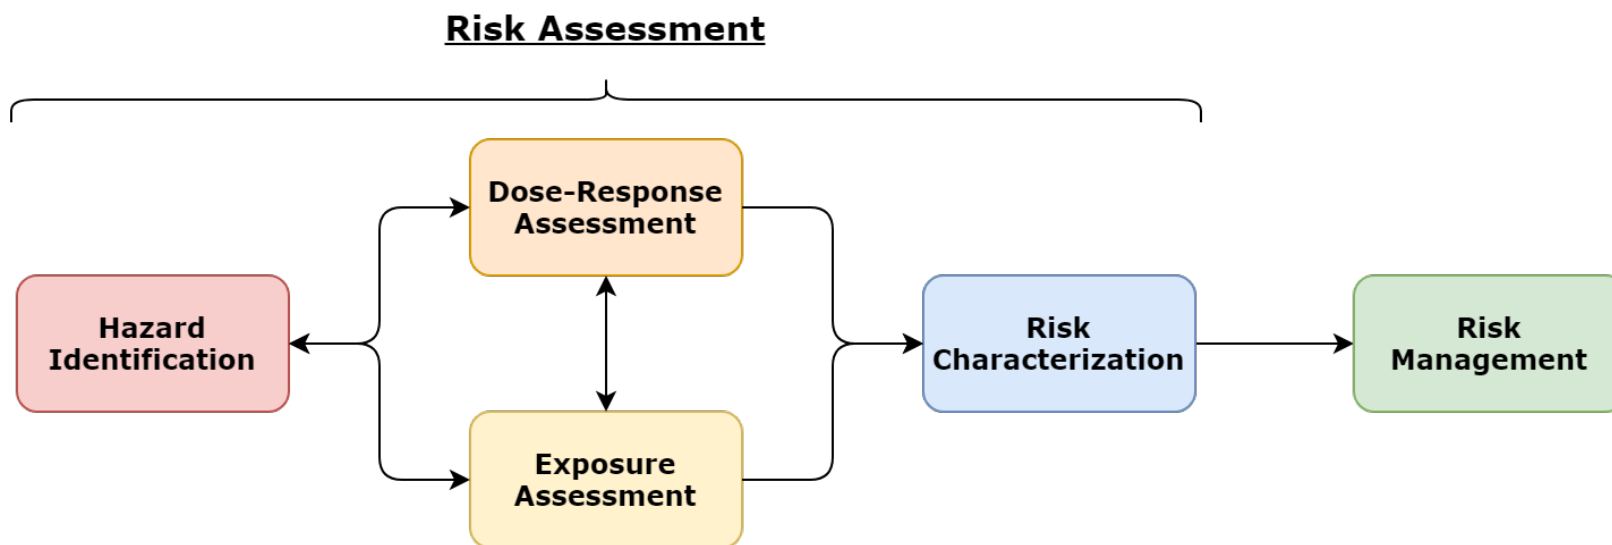 Risk Assessment
Dose-Response
Assessment
Hazard
Identification
Risk
Characterization
Risk
Management
Exposure
Assessment